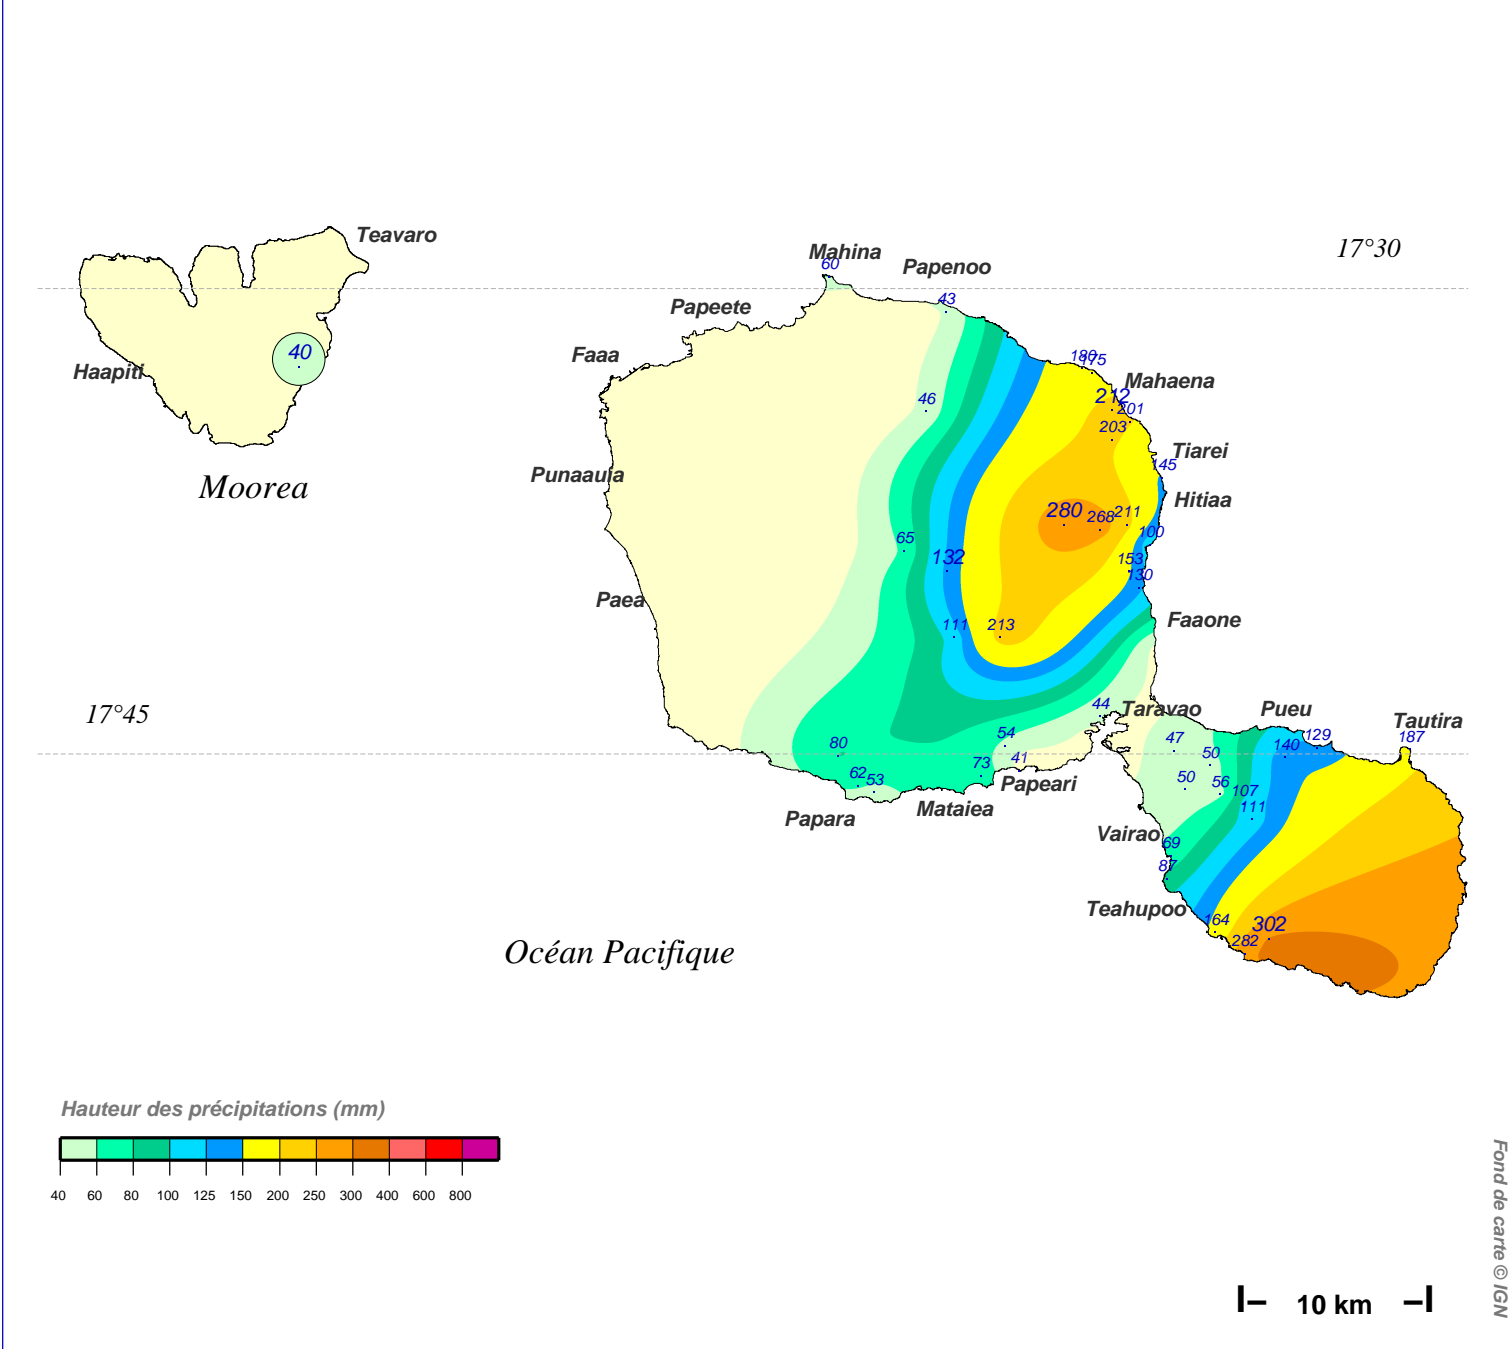 Teavaro
17°30
Mahina
60
Papenoo
43
Papeete
40
Faaa
Haapiti
180
175
Mahaena
212
201
46
203
Tiarei
145
Moorea
Punaauia
Hitiaa
280
268
211
65
100
132
153
130
Paea
111
213
Faaone
17°45
44
Taravao
Pueu
Tautira
54
47
140
129
187
80
41
50
62
53
73
Papeari
50
56
107
Papara
Mataiea
111
Vairao
69
87
Teahupoo
164
302
282
Océan Pacifique
Hauteur des précipitations (mm)
40 60 80 100 125 150 200 250 300 400 600 800
10 km
Fond de carte © IGN